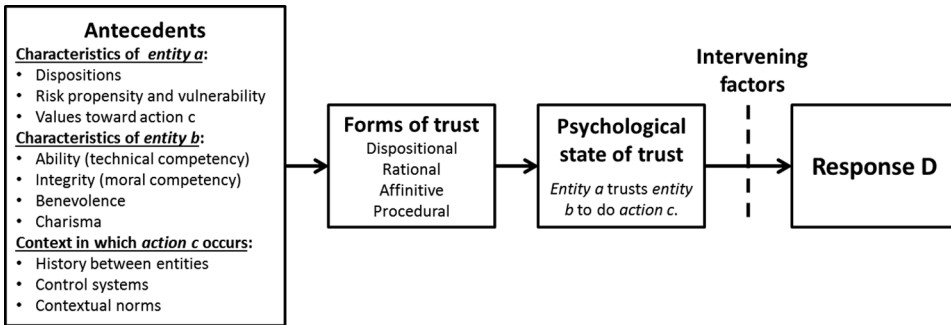 Antecedents
Characteristics of entity a:
• Dispositions
• Risk propensity and vulnerability
• Values toward action c
Characteristics of entity b:
• Ability (technical competency)
• Integrity (moral competency)
• Benevolence
• Charisma
Context in which action c occurs:
• History between entities
• Control systems
• Contextual norms
Forms of trust
Dispositional
Rational
Affinitive
Procedural
Psychological
state of trust
Entity a trusts entity
b to do action c.
Intervening
factors
Response D